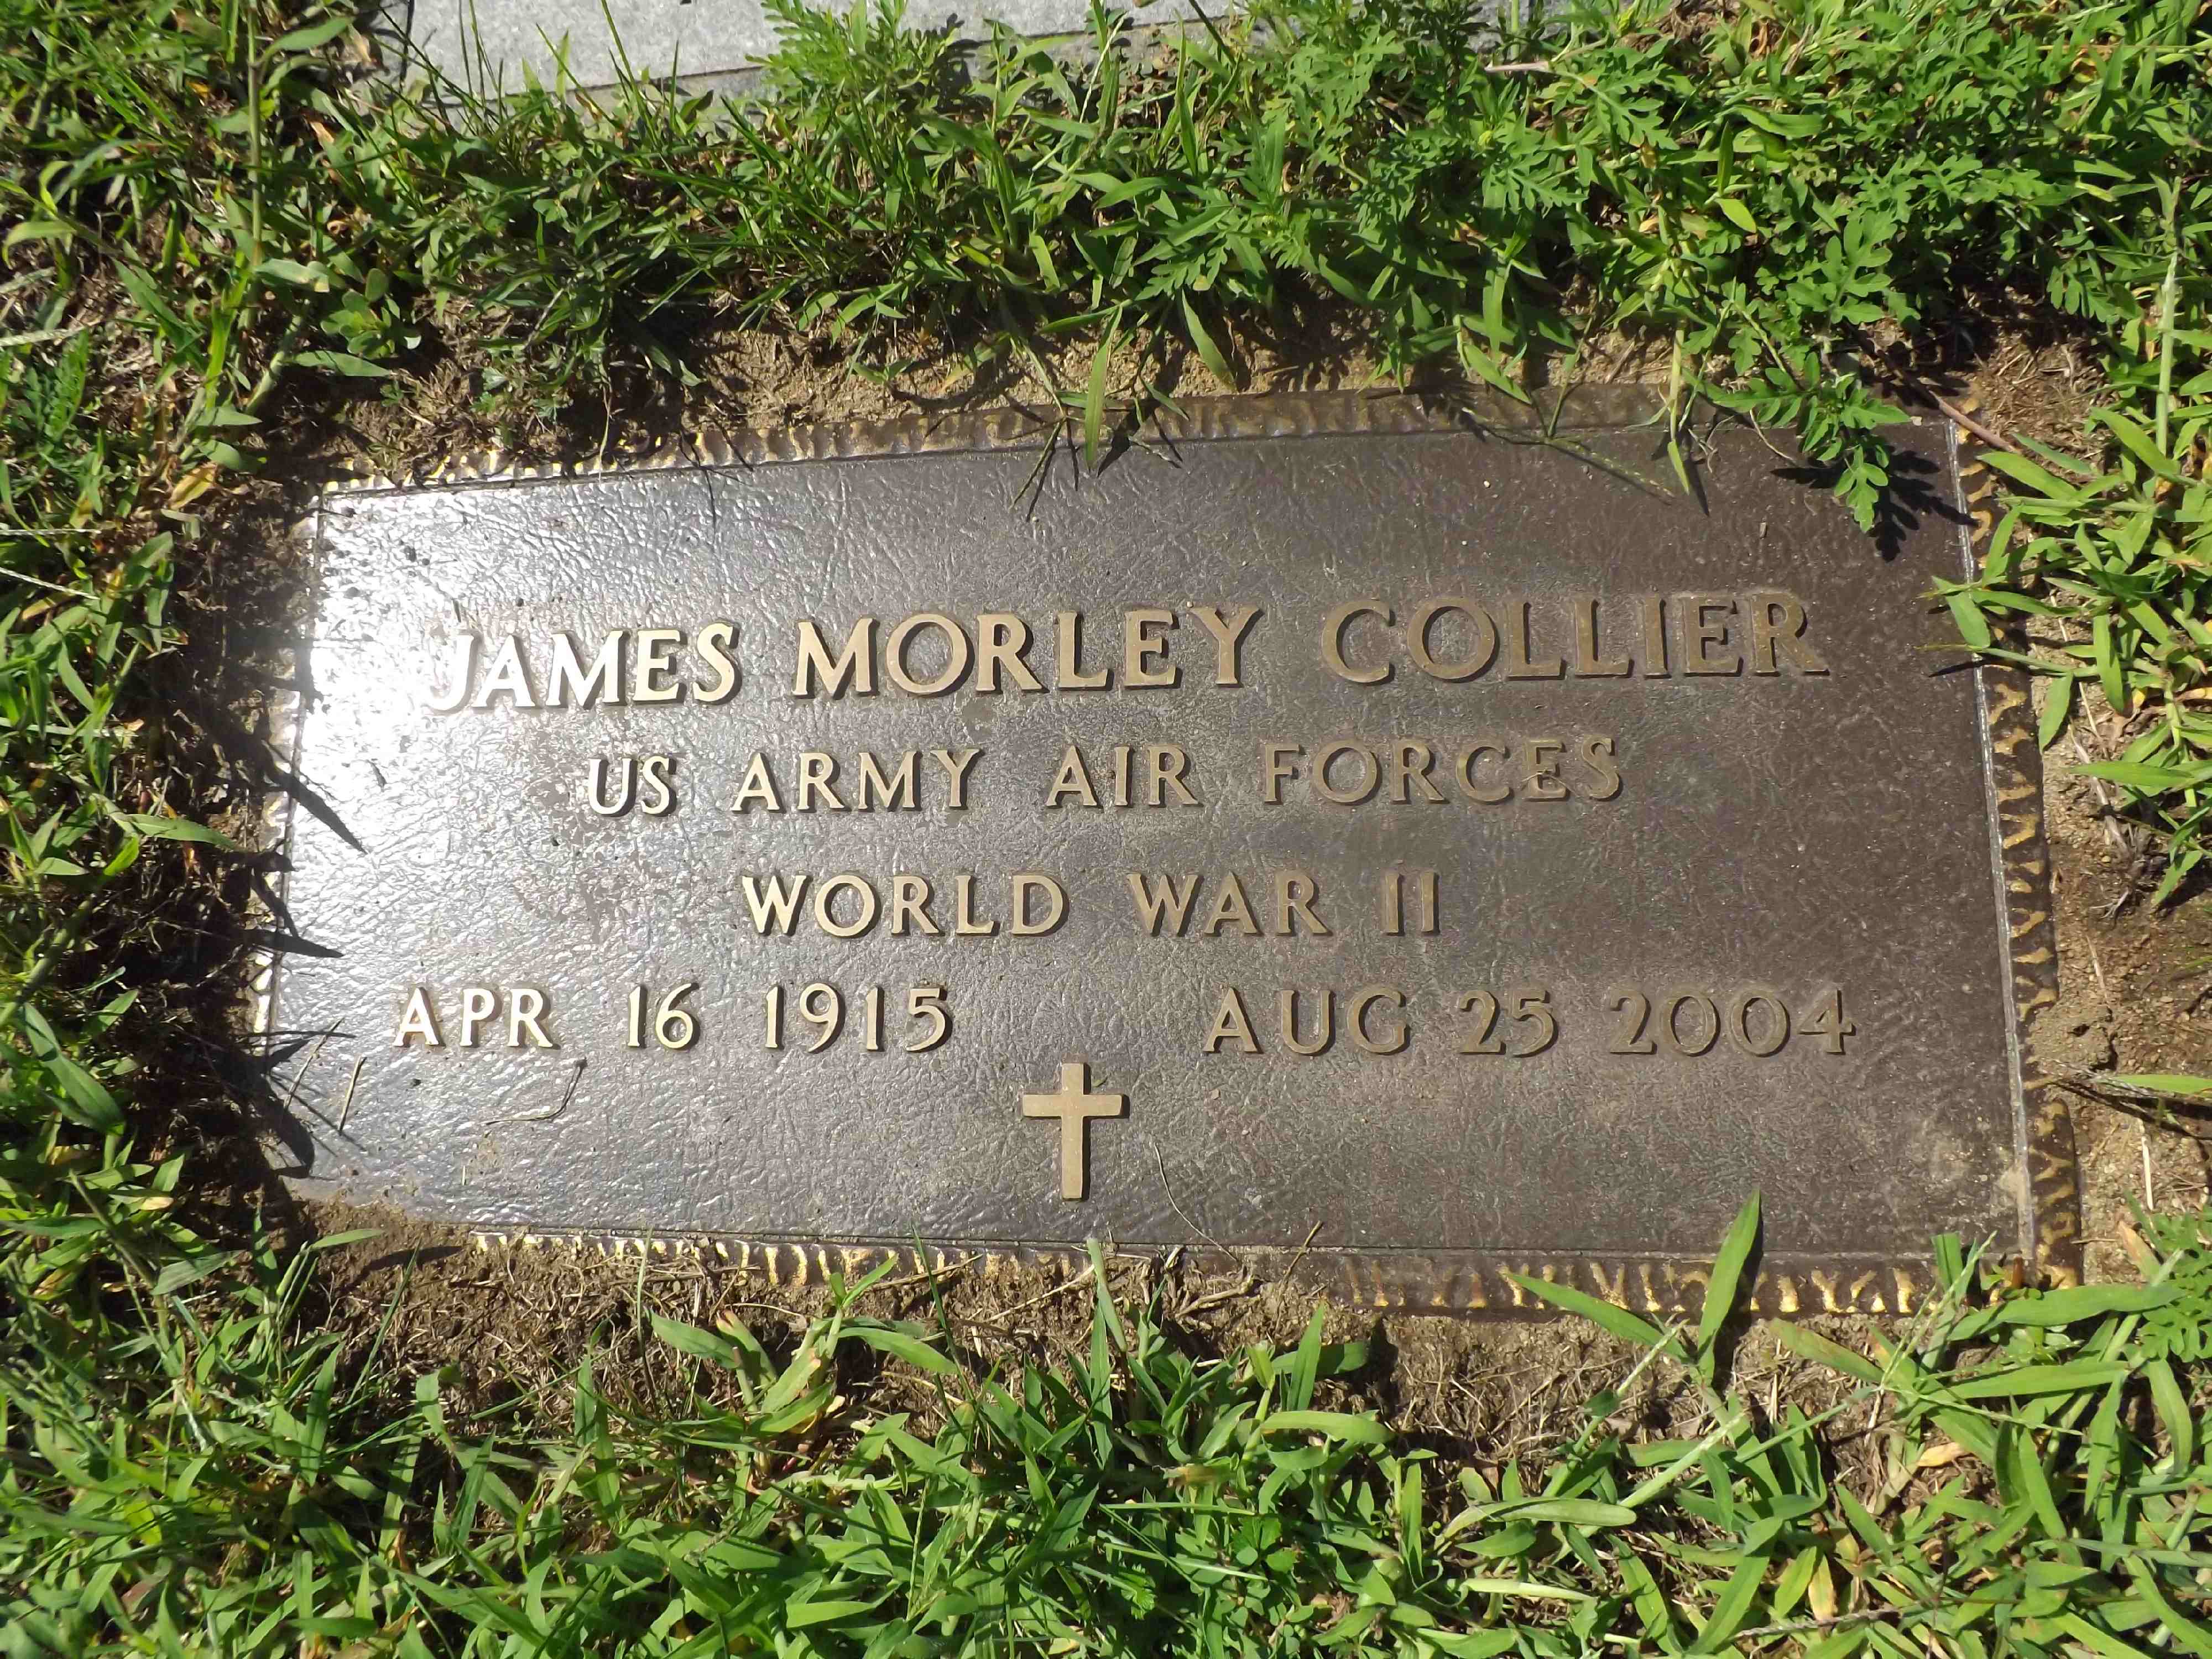 JAMES MORLEY COLLIER
US ARMY AIR FORCES
WORLD WAR II
APR 16 1915 AUG 25 2004